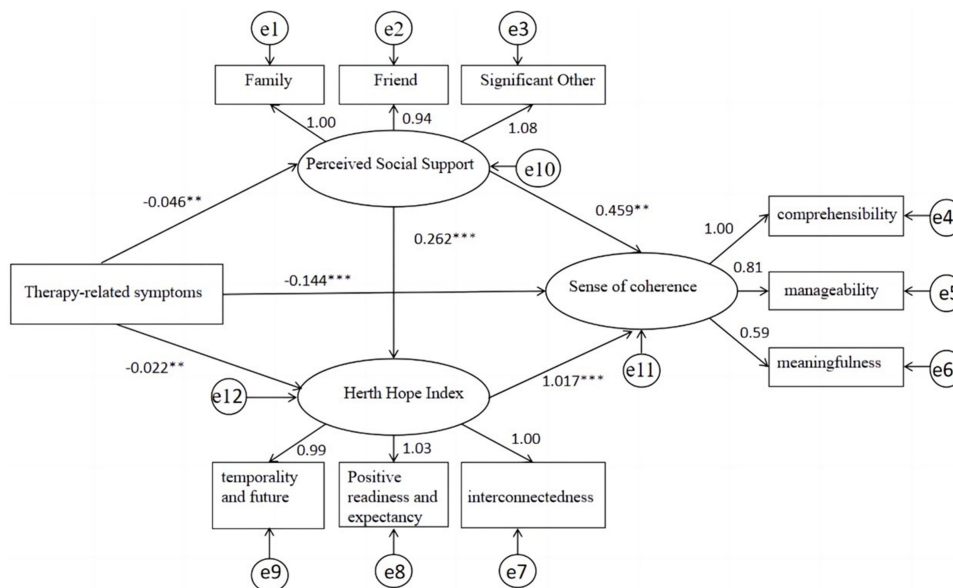 e1
e2
e3
Family
Friend
Significant Other
1.00
0.94
1.08
Perceived Social Support
e10
-0.046**
0.459**
0.262***
comprehensibility
e4
1.00
Therapy-related symptoms
-0.144***
Sense of coherence
0.81
manageability
e5
0.59
meaningfulness
e6
-0.022**
e12
Herth Hope Index
1.017***
e11
0.99
1.03
1.00
temporality
and future
Positive
readiness and
expectancy
interconnectedness
e9
e8
e7